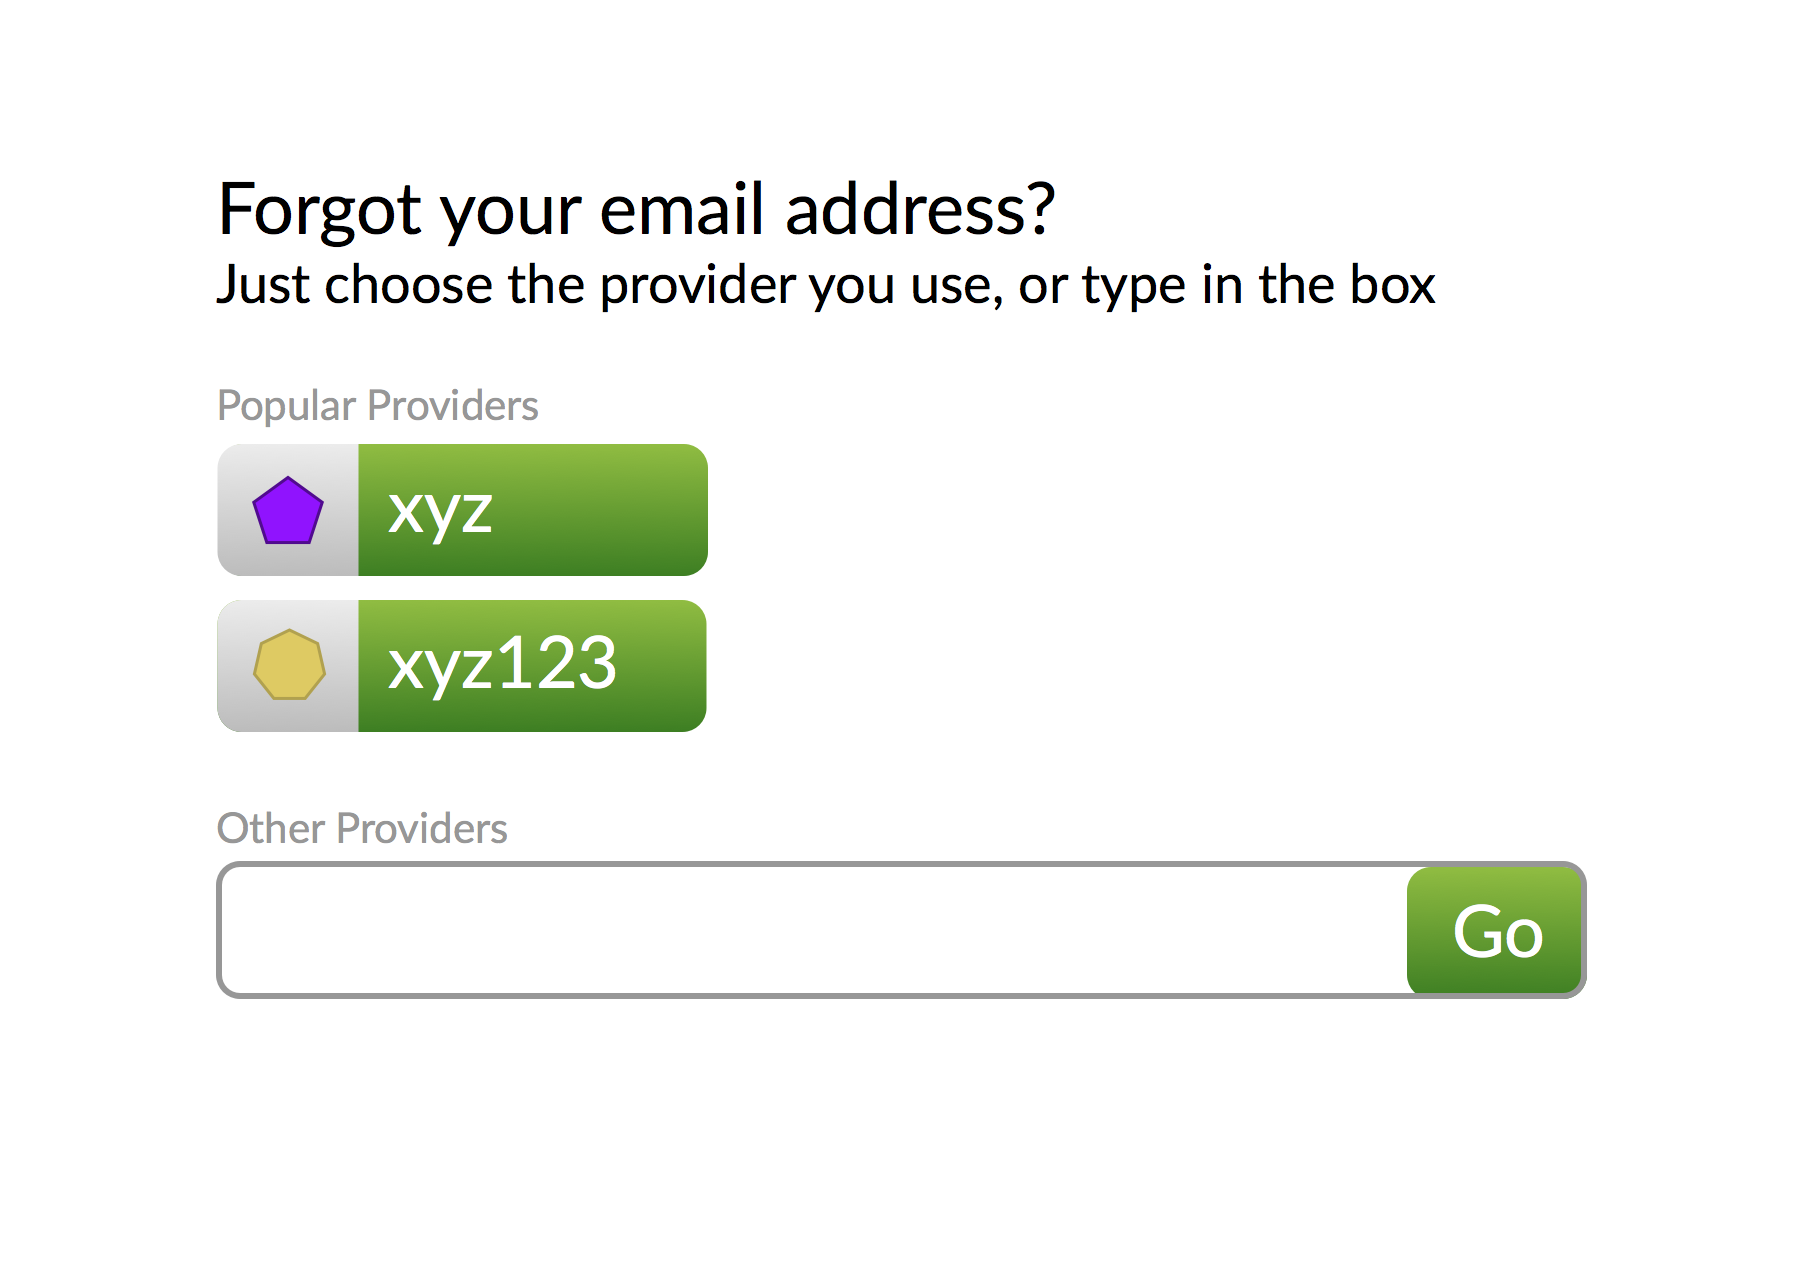 Forgot your email address?
Just choose the provider you use, or type in the box
Popular Providers
xyz
xyz123
Other Providers
Go